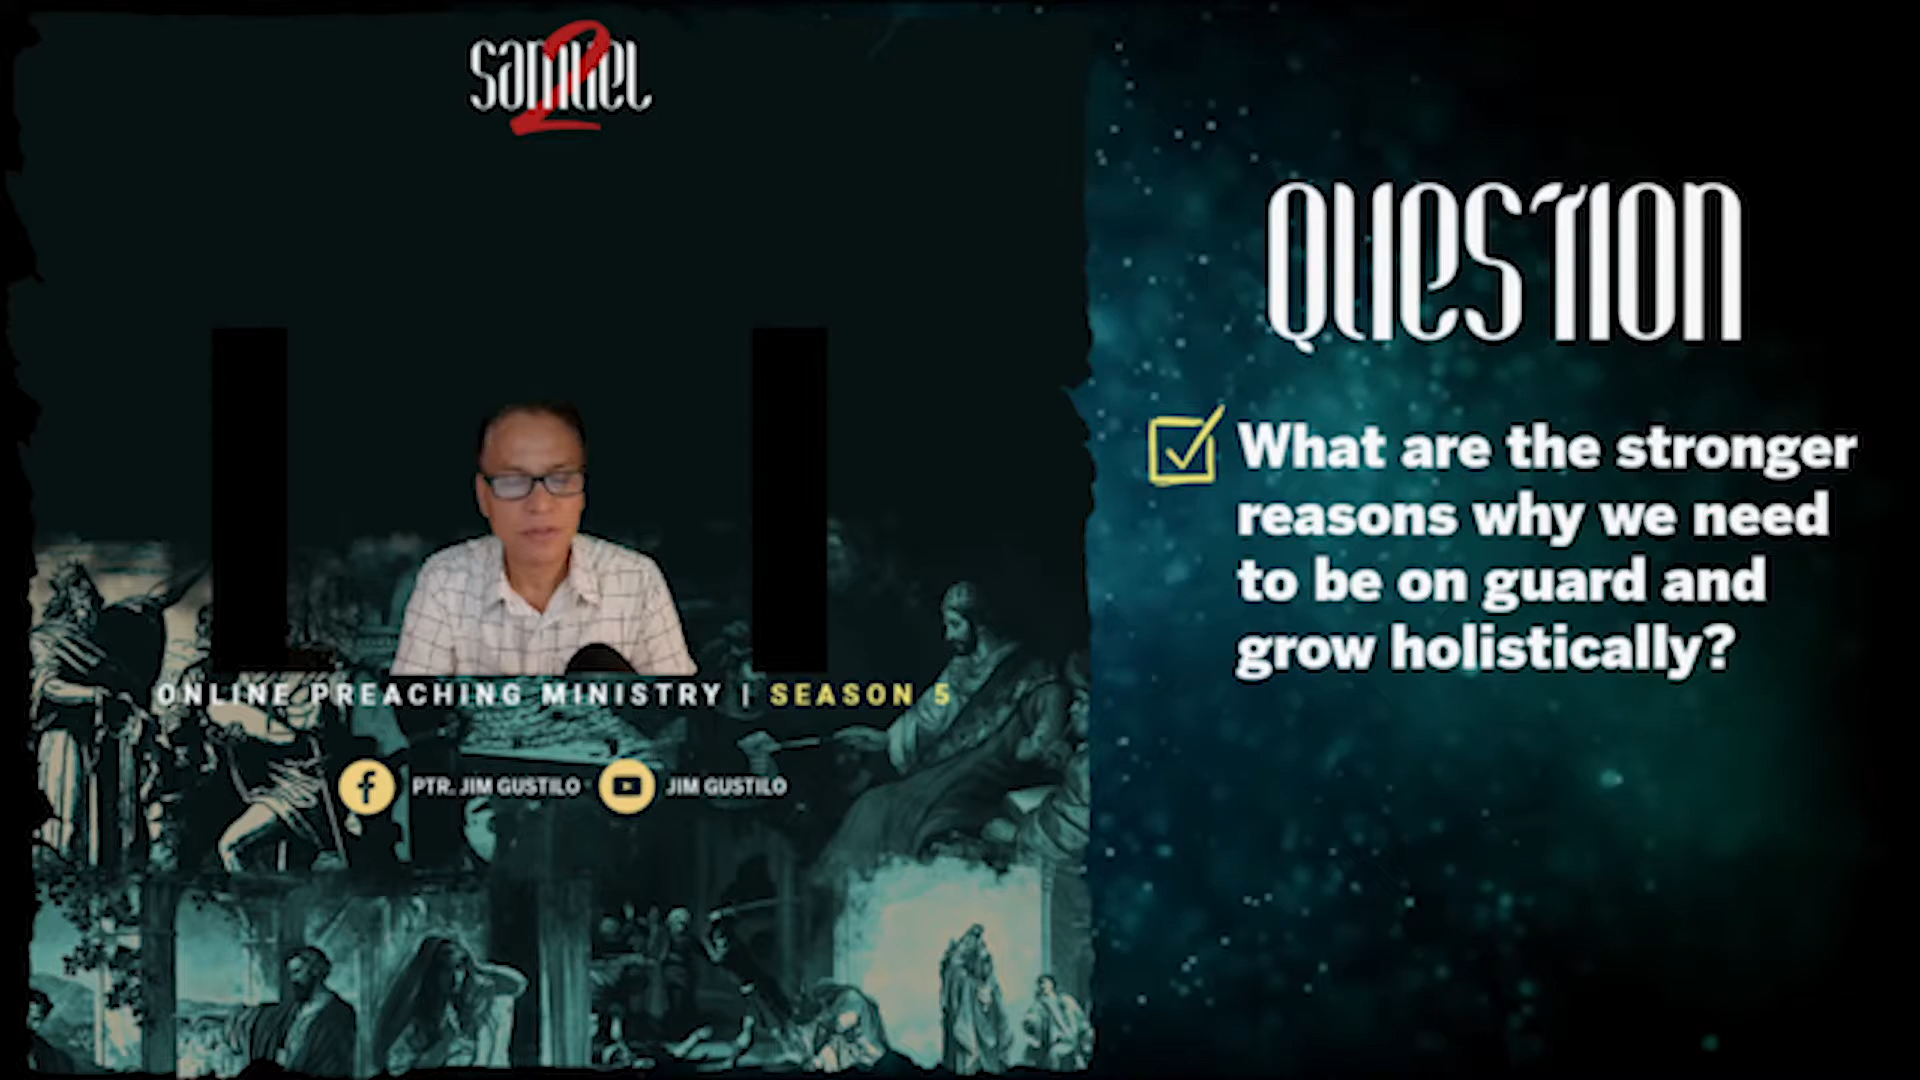 Samuel
2
ONLINE PREACHING MINISTRY | SEASON 5
PTR. JIM GUSTILO
JIM GUSTILO
QUESTION
What are the stronger
reasons why we need
to be on guard and
grow holistically?